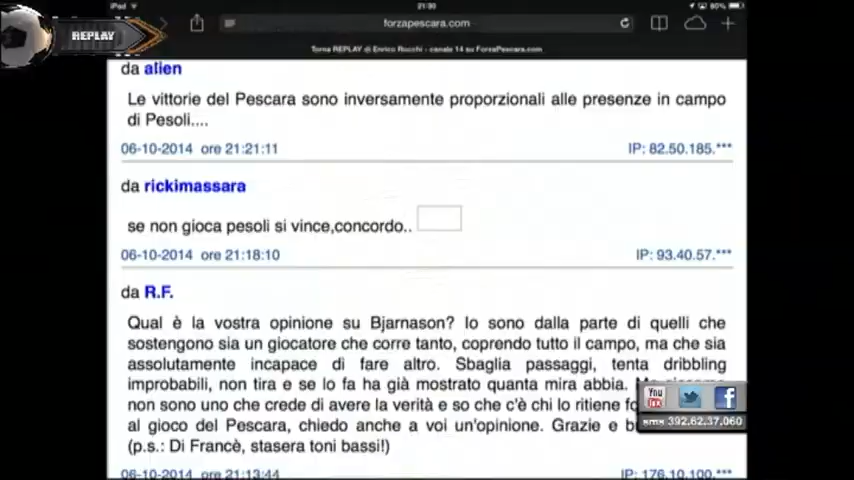 iPad
21:30
80%
REPLAY
forzapescara.com
Torna REPLAY di Enrico Rocchi - canale 14 su ForzaPescara.com
da alien
Le vittorie del Pescara sono inversamente proporzionali alle presenze in campo
di Pesoli....
06-10-2014 ore 21:21:11 IP: 82.50.185.***
da rickimassara
se non gioca pesoli si vince,concordo..
06-10-2014 ore 21:18:10 IP: 93.40.57.***
da R.F.
Qual è la vostra opinione su Bjarnason? Io sono dalla parte di quelli che
sostengono sia un giocatore che corre tanto, coprendo tutto il campo, ma che sia
assolutamente incapace di fare altro. Sbaglia passaggi, tenta dribbling
improbabili, non tira e se lo fa ha già mostrato quanta mira abbia.
non sono uno che crede di avere la verità e so che c'è chi lo ritiene
al gioco del Pescara, chiedo anche a voi un'opinione. Grazie e
(p.s.: Di Francè, stasera toni bassi!)
06-10-2014 ore 21:13:44 IP: 176.10.100.***
You
sms 392.62.37.060